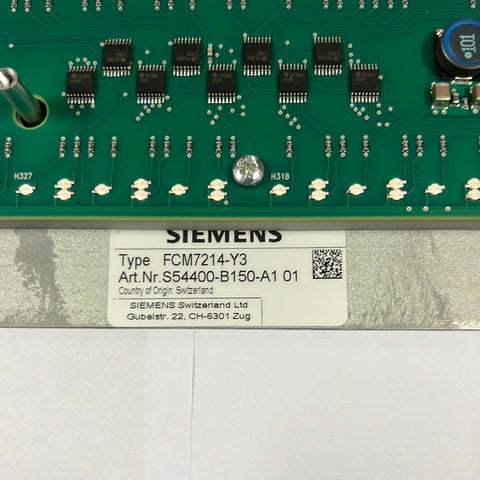 101
H327
H318
SIEMENS
Type FCM7214-Y3
Art.Nr.S54400-B150-A1 01
Country of Origin: Switzerland
SIEMENS Switzerland Ltd
Gubelstr. 22, CH-6301 Zug